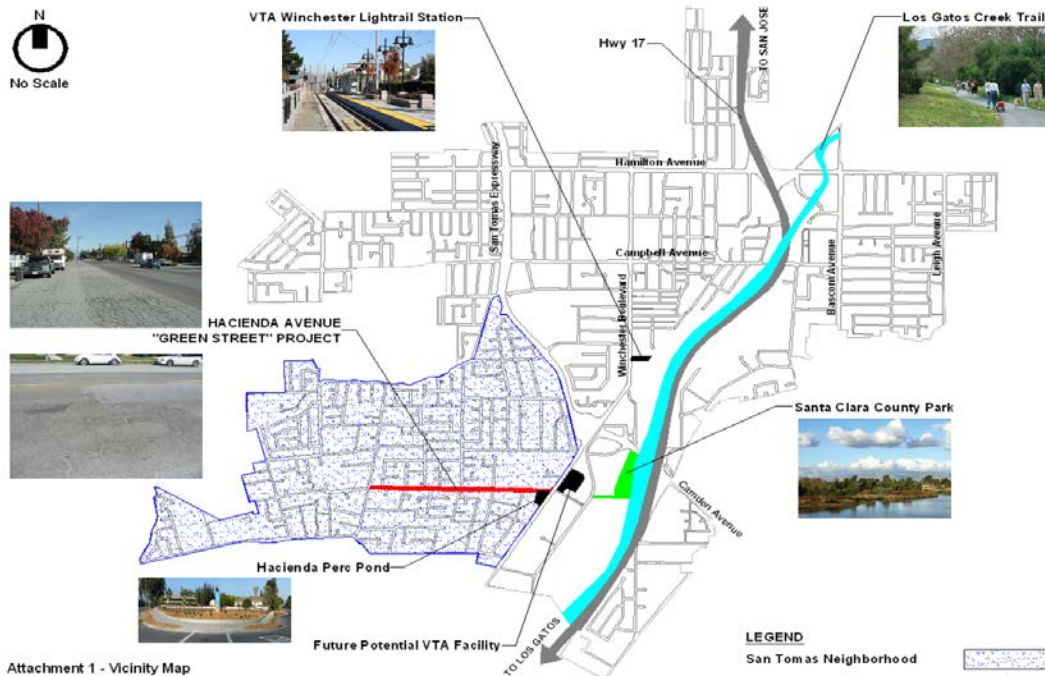 N
No Scale
VTA Winchester Lightrail Station
Hwy 17
TO SAN JOSE
Los Gatos Creek Trail
Hamilton Avenue
San Tomas Expressway
Campbell Avenue
Winchester Boulevard
Bascom Avenue
Leigh Avenue
HACIENDA AVENUE
"GREEN STREET" PROJECT
Santa Clara County Park
Camden Avenue
Hacienda Perc Pond
Future Potential VTA Facility
TO LOS GATOS
LEGEND
San Tomas Neighborhood
Attachment 1 - Vicinity Map